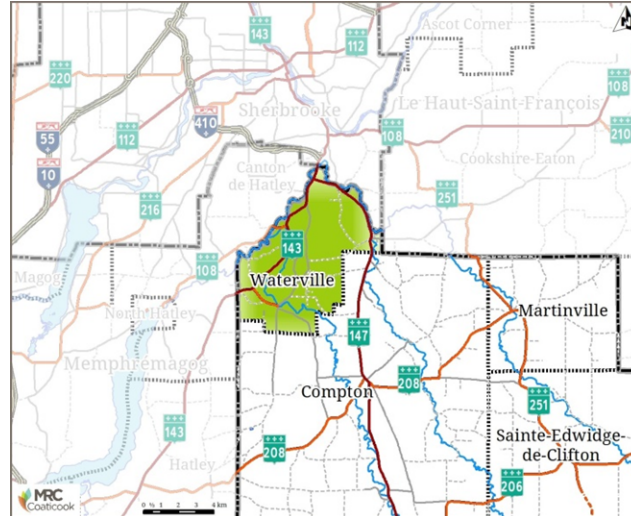 143
Ascot Corner
112
220
Sherbrooke
Le Haut-Saint-François
108
55
112
410
108
210
10
Canton
de Hatley
Cookshire-Eaton
216
251
143
108
Magog
Waterville
North Hatley
Martinville
147
Memphremagog
208
Compton
251
143
Sainte-Edwidge-
de-Clifton
208
Hatley
206
MRC
Coaticook
0 ½ 1 2 4 km